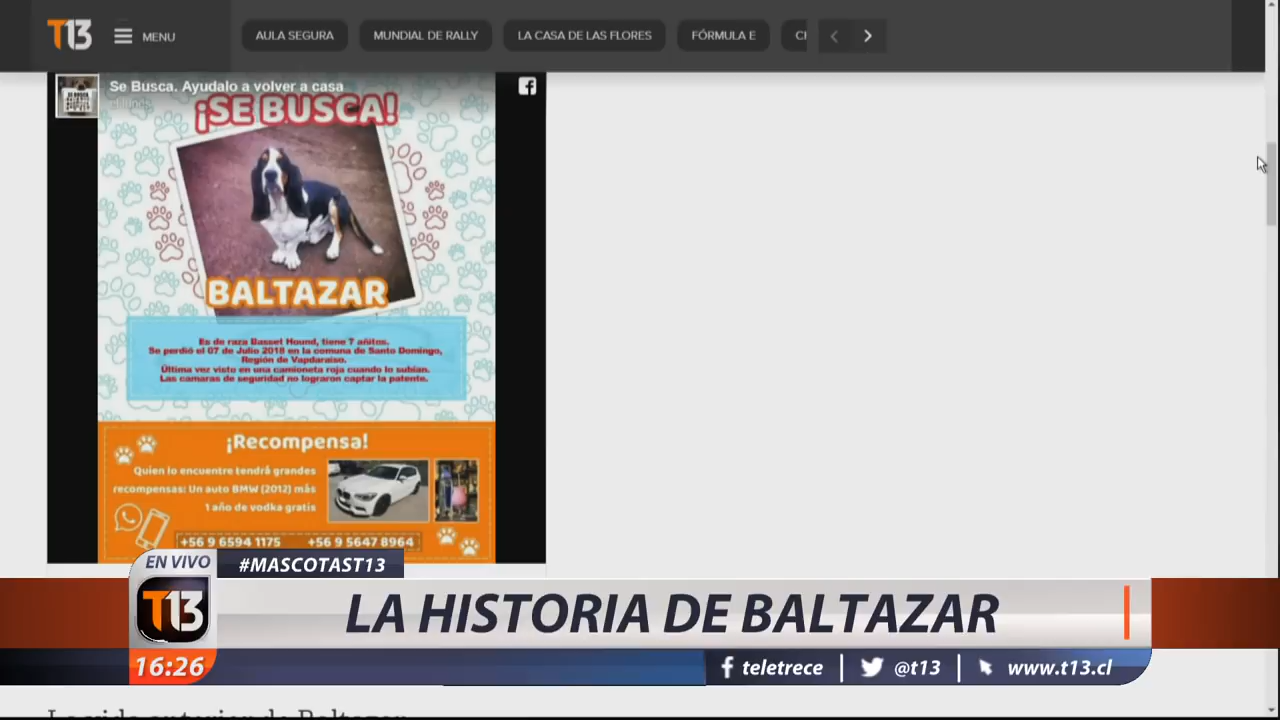 T13
MENU
AULA SEGURA
MUNDIAL DE RALLY
LA CASA DE LAS FLORES
FÓRMULA E
Se Busca. Ayudalo a volver a casa
el lunes
¡SE BUSCA!
BALTAZAR
Es de raza Basset Hound, tiene 7 añitos.
Se perdió el 07 de Julio 2018 en la comuna de Santo Domingo,
Región de Vapdaraiso.
Última vez visto en una camioneta roja cuando lo subían.
Las camaras de seguridad no lograron captar la patente.
¡Recompensa!
Quien lo encuentre tendrá grandes
recompensas: Un auto BMW (2012) más
1 año de vodka gratis
+56 9 6594 1175 +56 9 5647 8964
EN VIVO
#MASCOTAST13
T13
LA HISTORIA DE BALTAZAR
16:26
teletrece
@t13
www.t13.cl